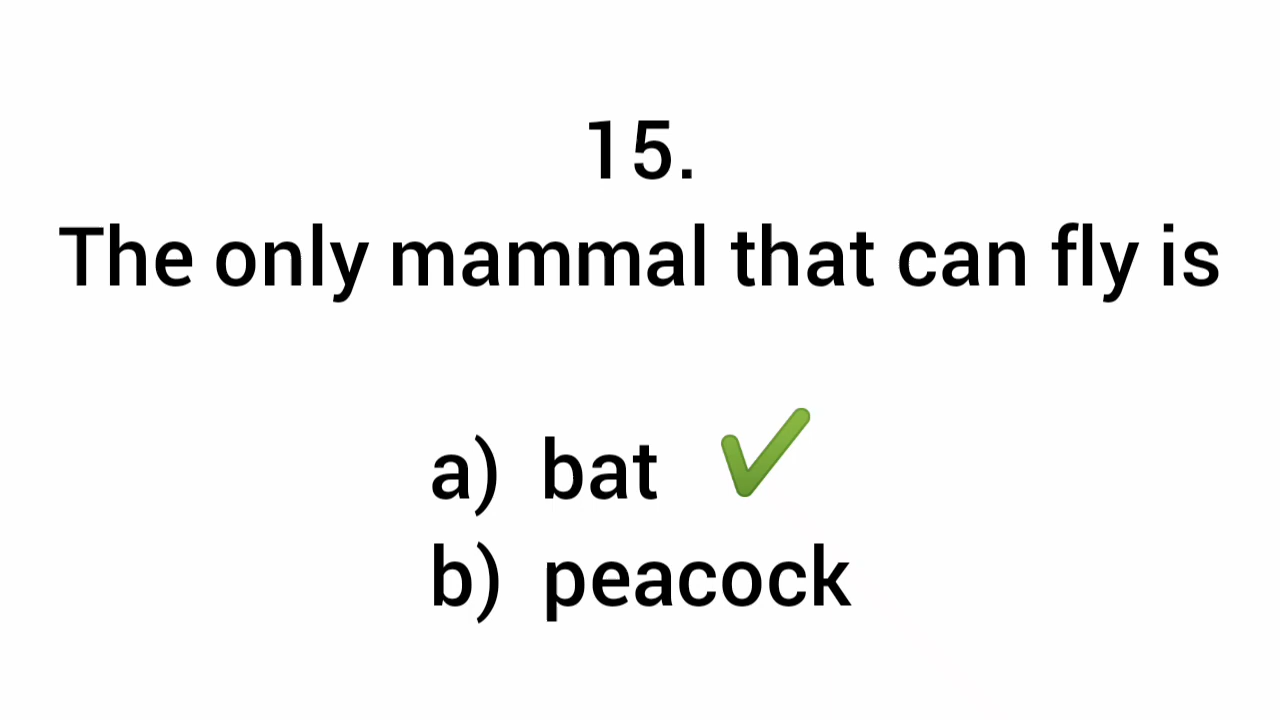 15.
The only mammal that can fly is
a) bat ✔
b) peacock